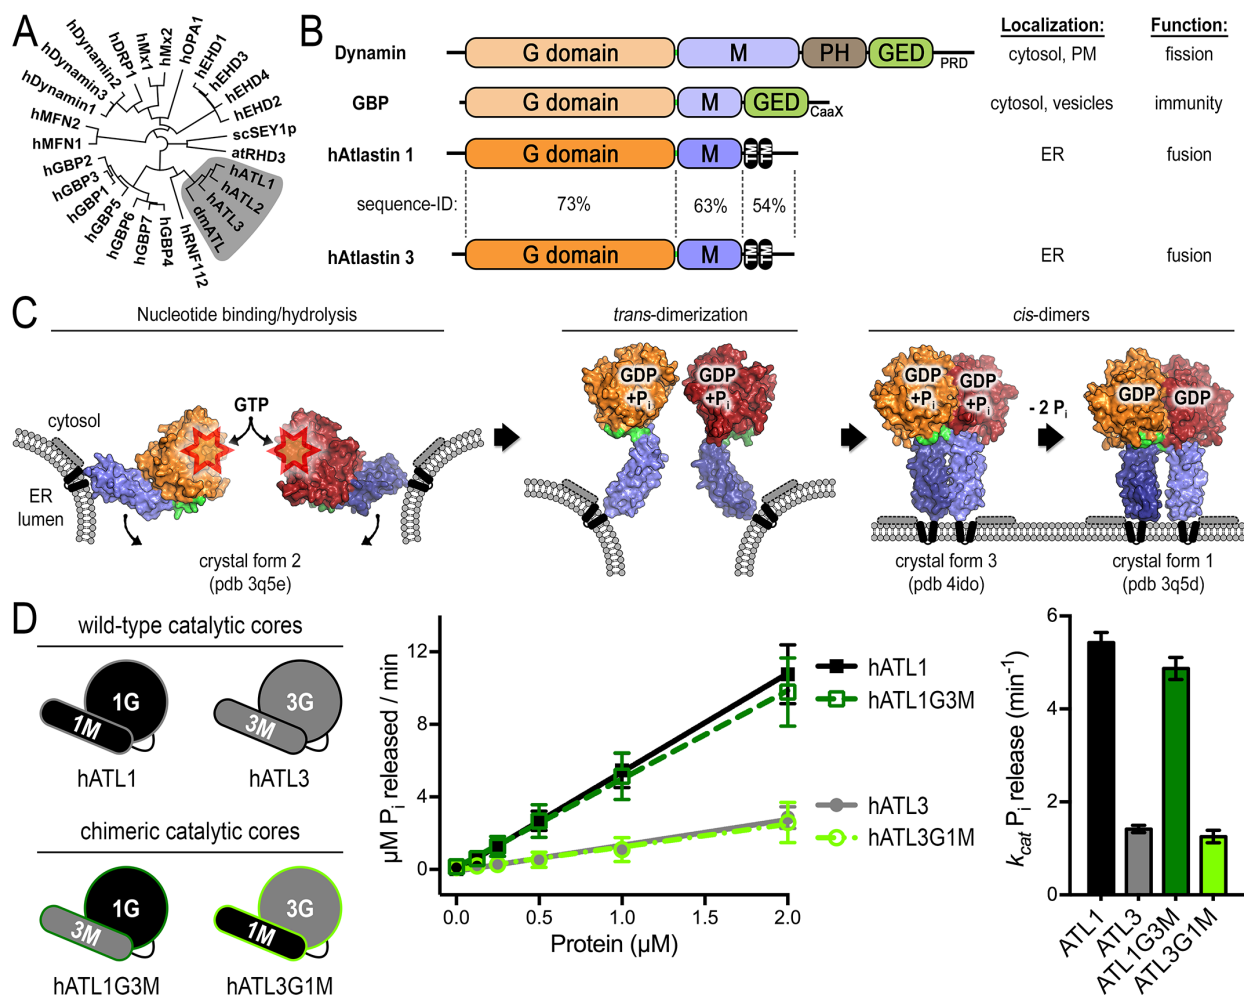 A
hDynamin1
hDynamin3
hDynamin2
hDRP1
hMx1
hMx2
hOPA1
hEHD1
hEHD3
hEHD4
hEHD2
scSEY1p
atRHD3
hATL1
hATL2
hATL3
dmATL
hRNF112
hGBP4
hGBP7
hGBP6
hGBP5
hGBP1
hGBP3
hGBP2
hMFN1
hMFN2
B
Localization: Function:
Dynamin G domain M PH GED PRD cytosol, PM fission
GBP G domain M GED CaaX cytosol, vesicles immunity
hAtlastin 1 G domain M TM TM ER fusion
sequence-ID: 73% 63% 54%
hAtlastin 3 G domain M TM TM ER fusion
C
Nucleotide binding/hydrolysis
trans-dimerization
cis-dimers
cytosol
ER
lumen
GTP
crystal form 2
(pdb 3q5e)
GDP
+Pi
GDP
+Pi
GDP
+Pi
GDP
+Pi
- 2 Pi
GDP
GDP
crystal form 3
(pdb 4ido)
crystal form 1
(pdb 3q5d)
D
wild-type catalytic cores
1G
1M
hATL1
3G
3M
hATL3
chimeric catalytic cores
1G
3M
hATL1G3M
3G
1M
hATL3G1M
µM Pi released / min
12
8
4
0
0.0 0.5 1.0 1.5 2.0
Protein (µM)
hATL1
hATL1G3M
hATL3
hATL3G1M
kcat Pi release (min-1)
6
4
2
0
ATL1
ATL3
ATL1G3M
ATL3G1M